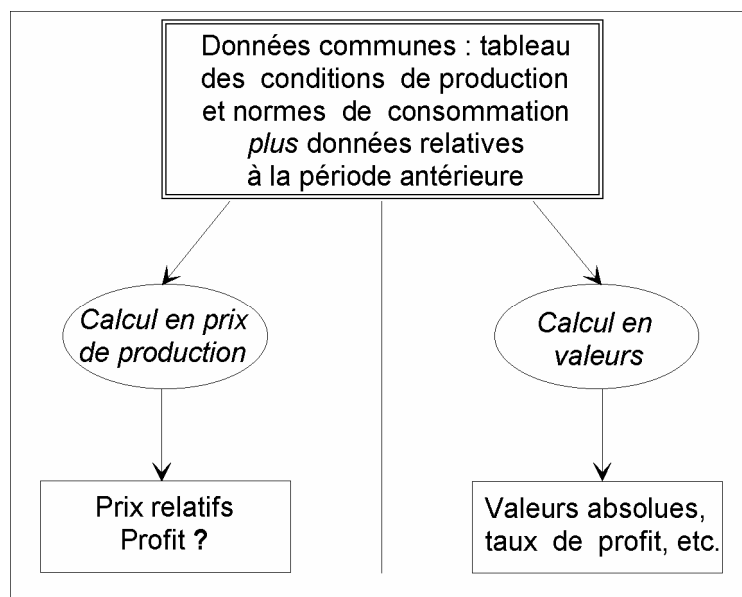 Données communes : tableau
des conditions de production
et normes de consommation
plus données relatives
à la période antérieure
Calcul en prix
de production
Calcul en
valeurs
Prix relatifs
Profit ?
Valeurs absolues,
taux de profit, etc.